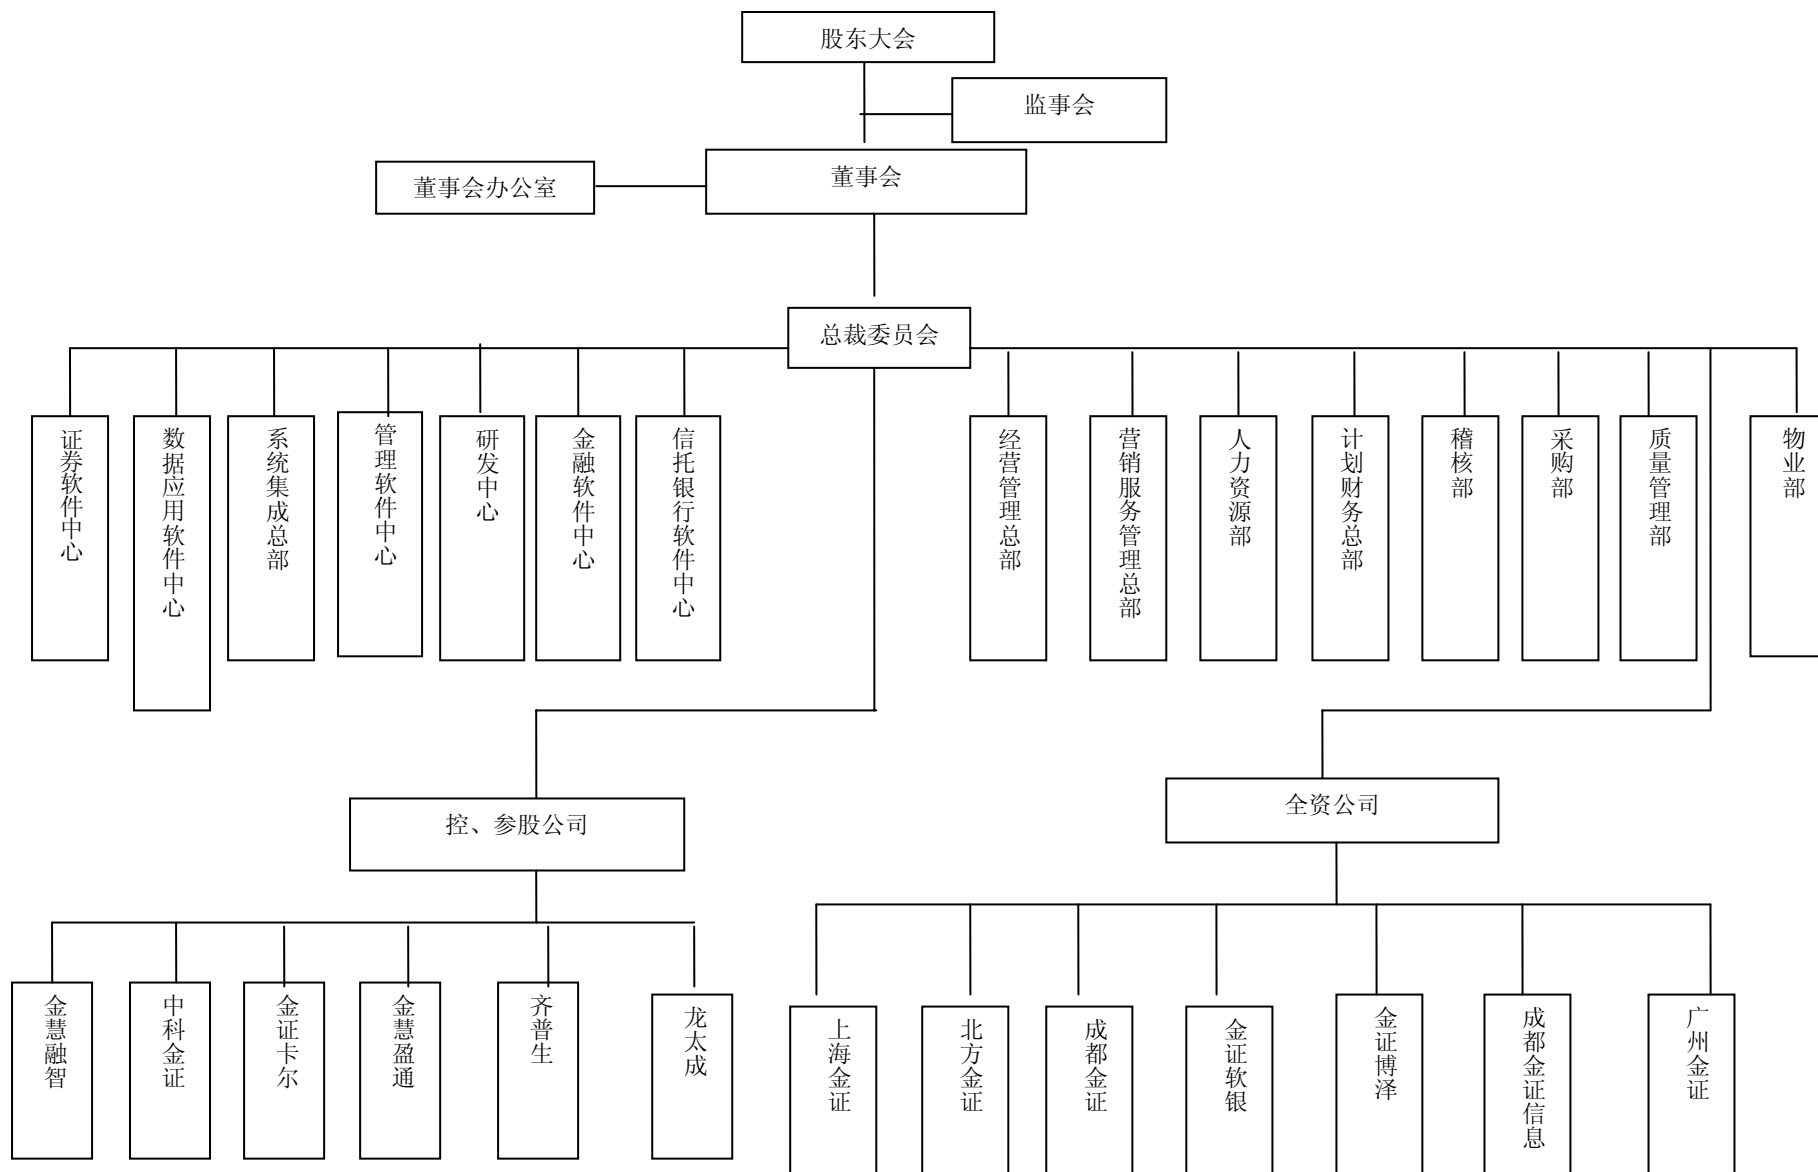 股东大会
监事会
董事会
董事会办公室
总裁委员会
证券软件中心
数据应用软件中心
系统集成总部
管理软件中心
研发中心
金融软件中心
信托银行软件中心
经营管理总部
营销服务管理总部
人力资源部
计划财务总部
稽核部
采购部
质量管理部
物业部
控、参股公司
全资公司
金慧融智
中科金证
金证卡尔
金慧盈通
齐普生
龙太成
上海金证
北方金证
成都金证
金证软银
金证博泽
成都金证信息
广州金证